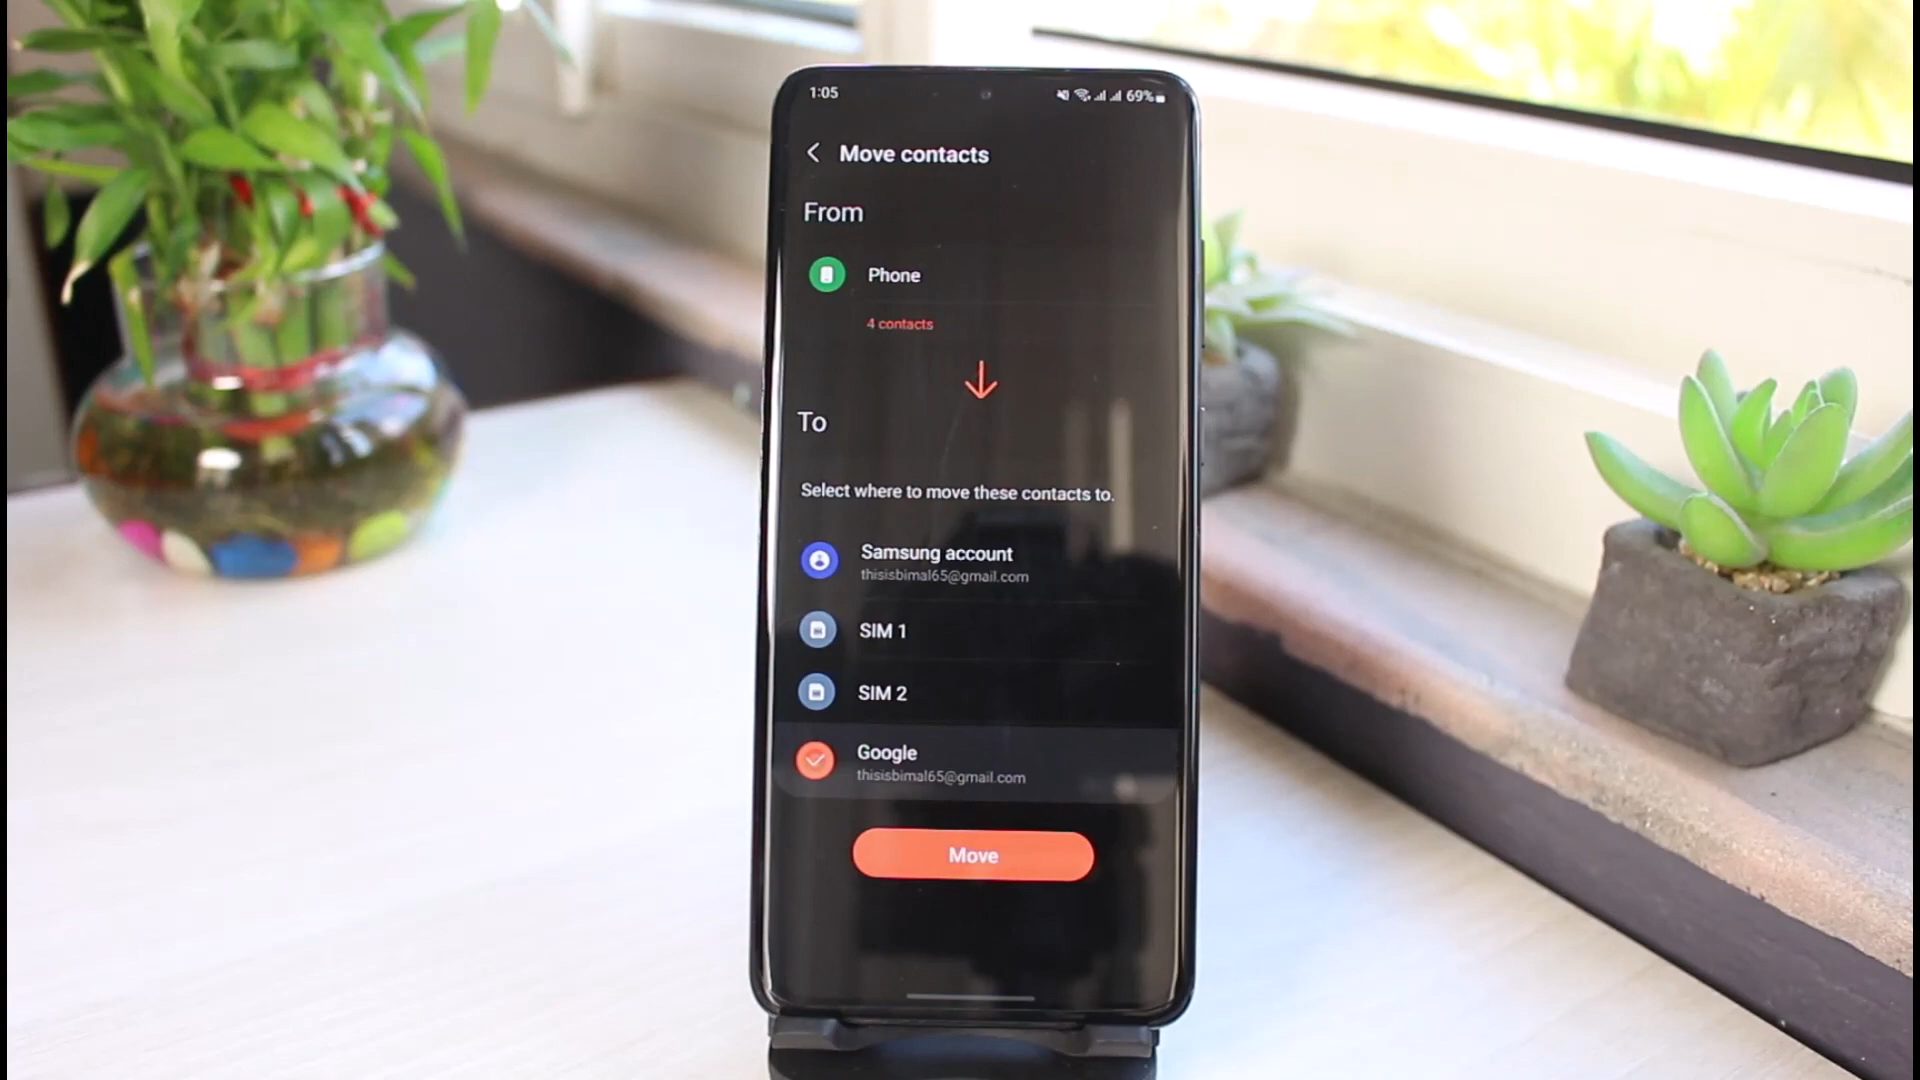 1:05
69%
Move contacts
From
Phone
4 contacts
To
Select where to move these contacts to.
Samsung account
thisisbimal65@gmail.com
SIM 1
SIM 2
Google
thisisbimal65@gmail.com
Move